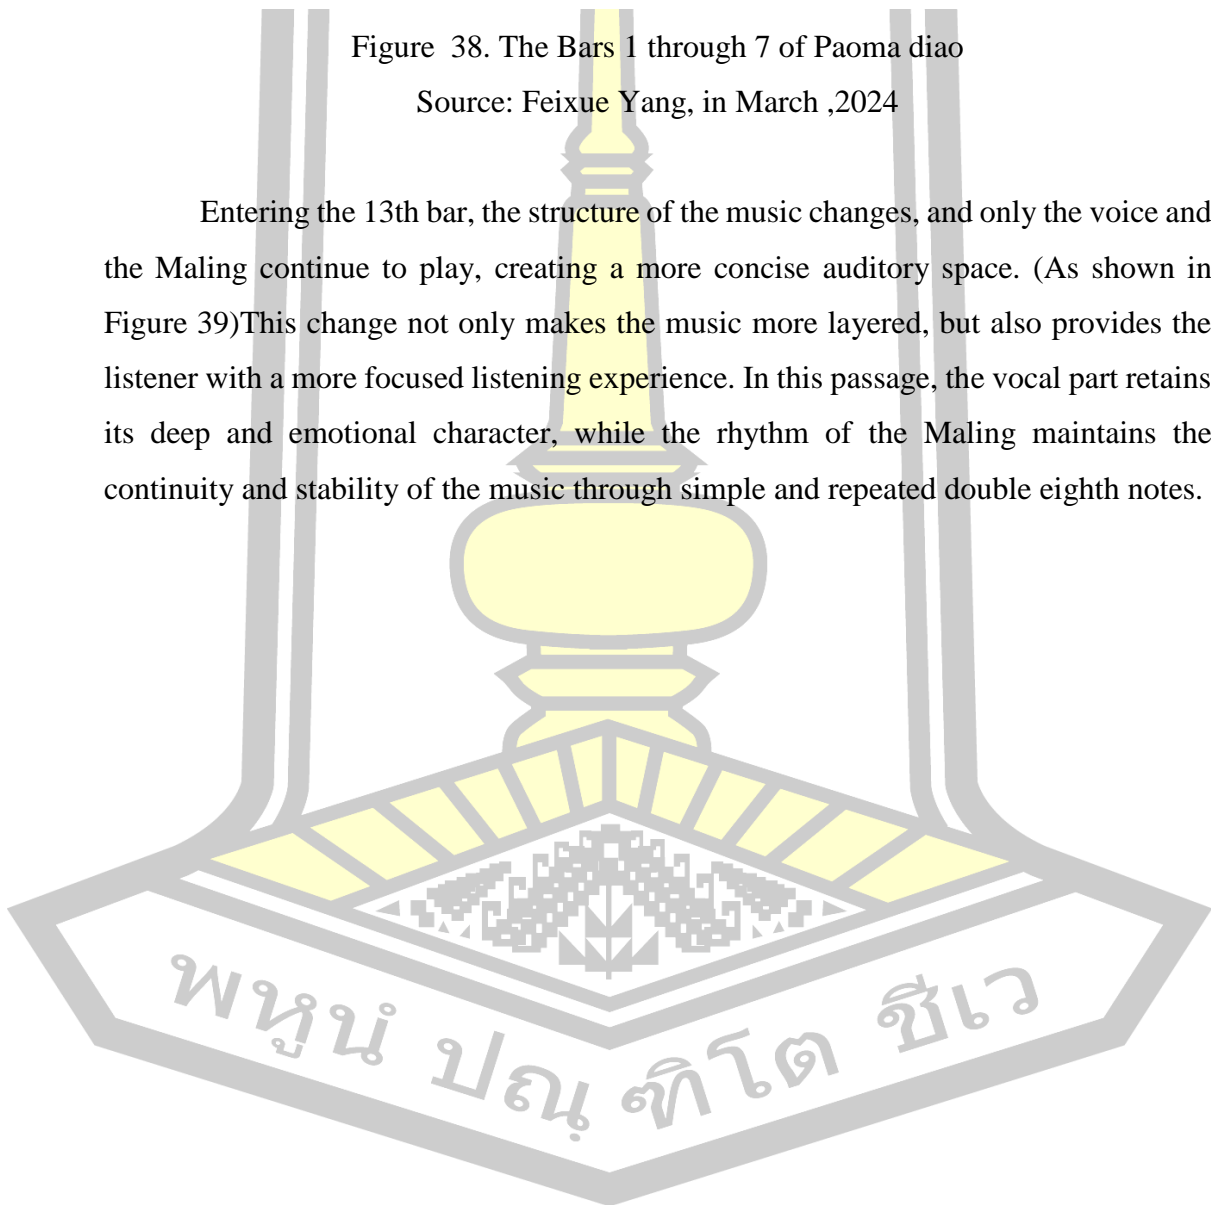 Figure  38. The Bars 1 through 7 of Paoma diao
Source: Feixue Yang, in March ,2024
Entering the 13th bar, the structure of the music changes, and only the voice and
the Maling continue to play, creating a more concise auditory space. (As shown in
Figure 39)This change not only makes the music more layered, but also provides the
listener with a more focused listening experience. In this passage, the vocal part retains
its deep and emotional character, while the rhythm of the Maling maintains the
continuity and stability of the music through simple and repeated double eighth notes.
พหูนํ ปณฺฑิโต ชีเว